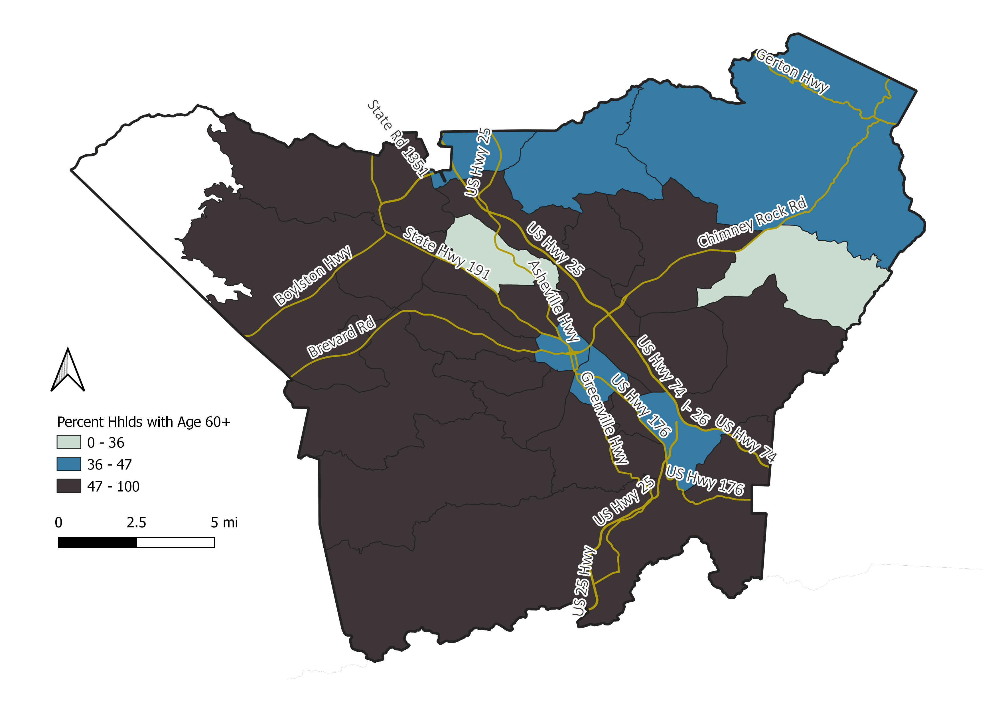 Gerton Hwy
State Rd 1351
US Hwy 25
Chimney Rock Rd
US Hwy 25
State Hwy 191
Boylston Hwy
Asheville Hwy
Brevard Rd
US Hwy 74
Greenville Hwy
US Hwy 176
I- 26
US Hwy 74
US Hwy 176
US Hwy 25
US 25 Hwy
Percent Hhlds with Age 60+
0 - 36
36 - 47
47 - 100
0 2.5 5 mi